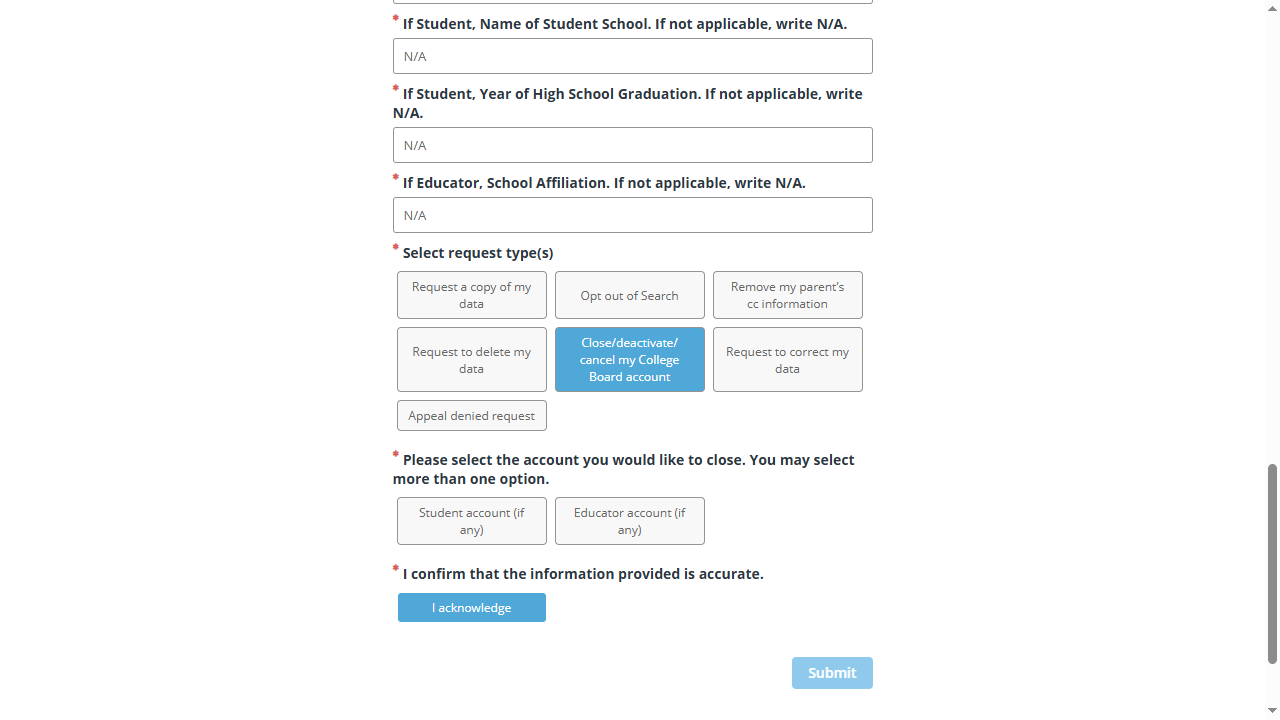 * If Student, Name of Student School. If not applicable, write N/A.
N/A
* If Student, Year of High School Graduation. If not applicable, write
N/A.
N/A
* If Educator, School Affiliation. If not applicable, write N/A.
N/A
* Select request type(s)
Request a copy of my
data
Opt out of Search
Remove my parent's
cc information
Request to delete my
data
Close/deactivate/
cancel my College
Board account
Request to correct my
data
Appeal denied request
* Please select the account you would like to close. You may select
more than one option.
Student account (if
any)
Educator account (if
any)
* I confirm that the information provided is accurate.
I acknowledge
Submit